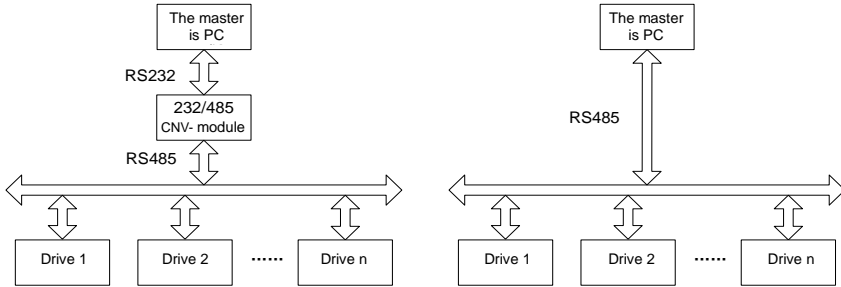 The master
is PC
RS232
232/485
CNV- module
RS485
Drive 1
Drive 2
......
Drive n
The master
is PC
RS485
Drive 1
Drive 2
......
Drive n